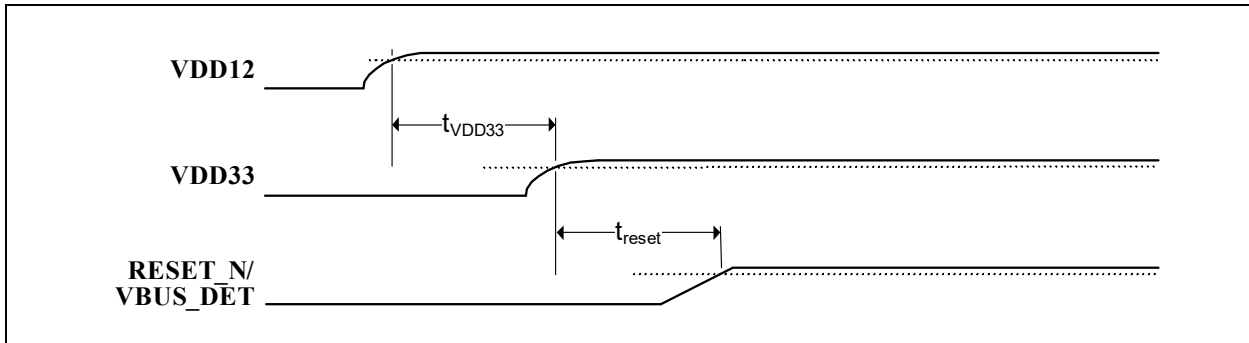 VDD12
tVDD33
VDD33
treset
RESET_N/
VBUS_DET